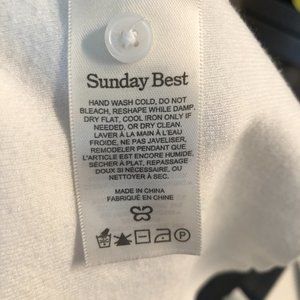 Sunday Best
HAND WASH COLD, DO NOT
BLEACH, RESHAPE WHILE DAMP,
DRY FLAT, COOL IRON ONLY IF
NEEDED, OR DRY CLEAN.
LAVER À LA MAIN À L'EAU
FROIDE, NE PAS JAVELISER,
REMODELER PENDANT QUE
L'ARTICLE EST ENCORE HUMIDE,
SÉCHER À PLAT, REPASSAGE
DOUX SI NÉCESSAIRE, OU
NETTOYER À SEC.
MADE IN CHINA
FABRIQUÉ EN CHINE
P